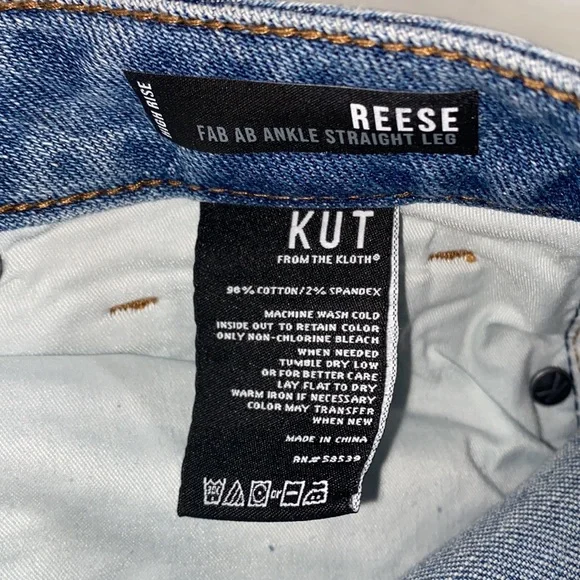 HIGH RISE
REESE
FAB AB ANKLE STRAIGHT LEG
KUT
FROM THE KLOTH®
98% COTTON/2% SPANDEX
MACHINE WASH COLD
INSIDE OUT TO RETAIN COLOR
ONLY NON-CHLORINE BLEACH
WHEN NEEDED
TUMBLE DRY LOW
OR FOR BETTER CARE
LAY FLAT TO DRY
WARM IRON IF NECESSARY
COLOR MAY TRANSFER
WHEN NEW
MADE IN CHINA
RN# 58539
or